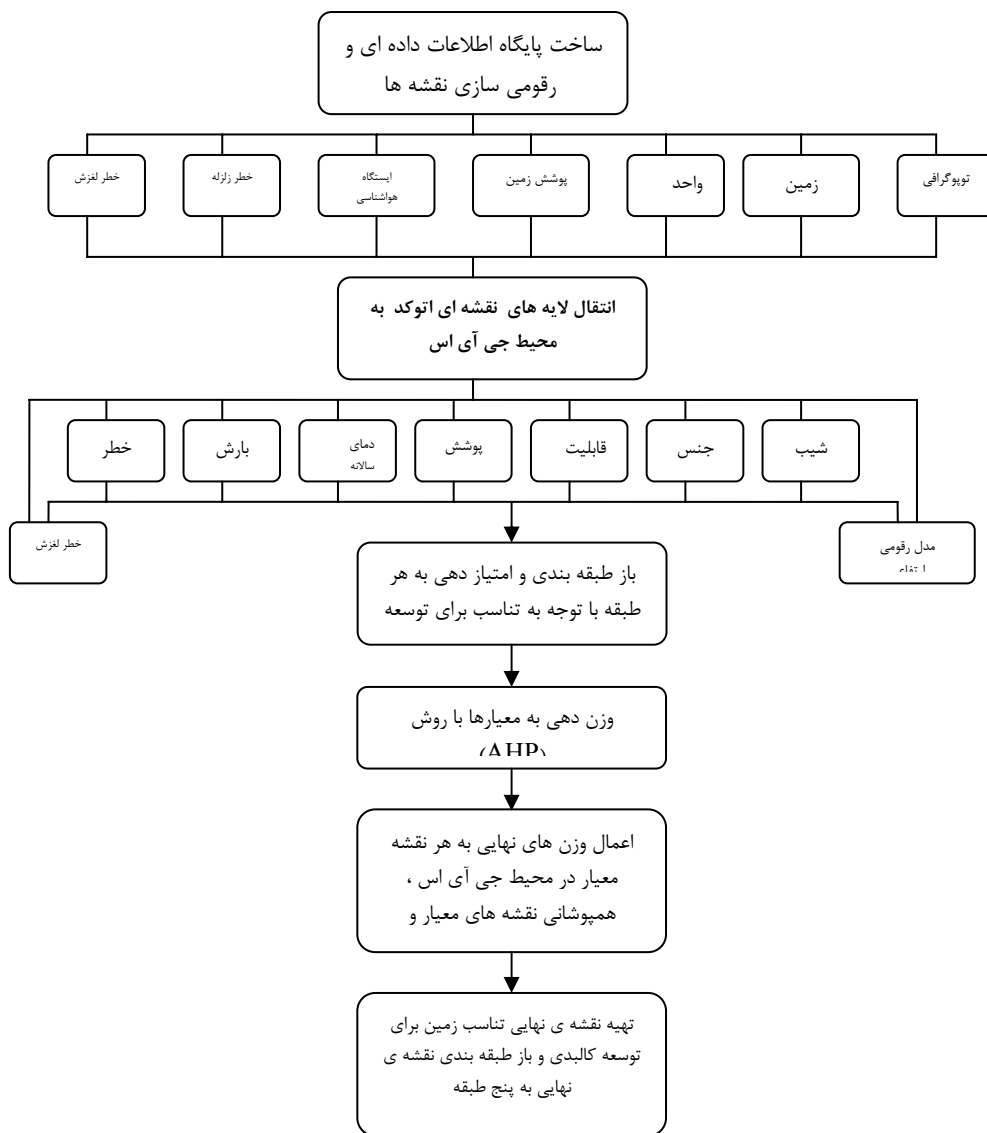 ساخت پایگاه اطلاعات داده ای و
رقومی سازی نقشه ها
توپوگرافی
زمین
واحد
پوشش زمین
ایستگاه
هواشناسی
خطر زلزله
خطر لغزش
انتقال لایه های نقشه ای اتوکد به
محیط جی آی اس
شیب
جنس
قابلیت
پوشش
دمای
سالانه
بارش
خطر
مدل رقومی
خطر لغزش
باز طبقه بندی و امتیاز دهی به هر
طبقه با توجه به تناسب برای توسعه
وزن دهی به معیارها با روش
(AHP)
اعمال وزن های نهایی به هر نقشه
معیار در محیط جی آی اس ،
همپوشانی نقشه های معیار و
تهیه نقشه ی نهایی تناسب زمین برای
توسعه کالبدی و باز طبقه بندی نقشه ی
نهایی به پنج طبقه